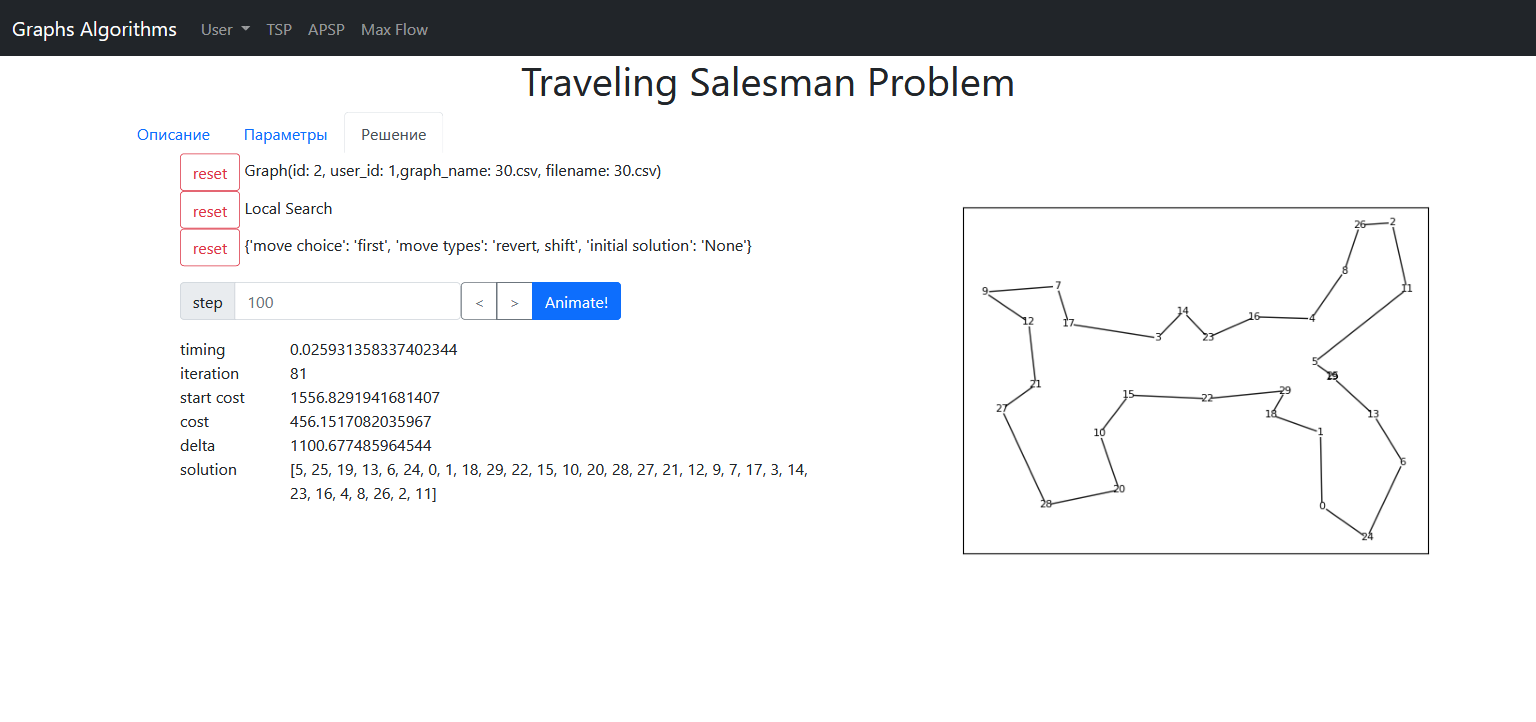 Graphs Algorithms User TSP APSP Max Flow
Traveling Salesman Problem
Описание Параметры Решение
reset Graph(id: 2, user_id: 1,graph_name: 30.csv, filename: 30.csv)
reset Local Search
reset {'move choice': 'first', 'move types': 'revert, shift', 'initial solution': 'None'}
step 100 < > Animate!
timing 0.025931358337402344
iteration 81
start cost 1556.8291941681407
cost 456.1517082035967
delta 1100.677485964544
solution [5, 25, 19, 13, 6, 24, 0, 1, 18, 29, 22, 15, 10, 20, 28, 27, 21, 12, 9, 7, 17, 3, 14,
23, 16, 4, 8, 26, 2, 11]
26 2
8
7
9
11
14
16 4
12 17
3 23
5
21
29
15 22
27
18 13
10 1
6
20
28
0
24